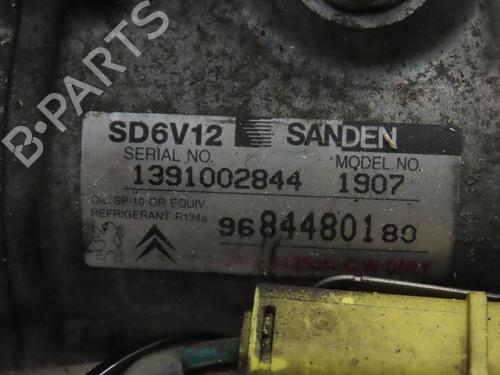 B-PARTS
SD6V12 SANDEN
SERIAL NO. MODEL NO.
1391002844 1907
OIL SP-10 OR EQUIV.
REFRIGERANT R134a
9684480180
C.W ONLY